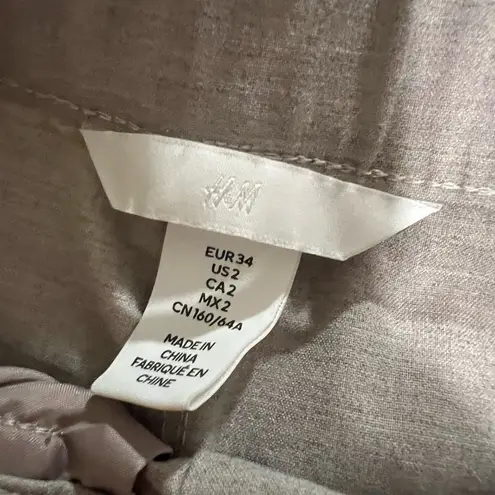 H&M
EUR 34
US 2
CA 2
MX 2
CN 160/64A
MADE IN
CHINA
FABRIQUÉ EN
CHINE